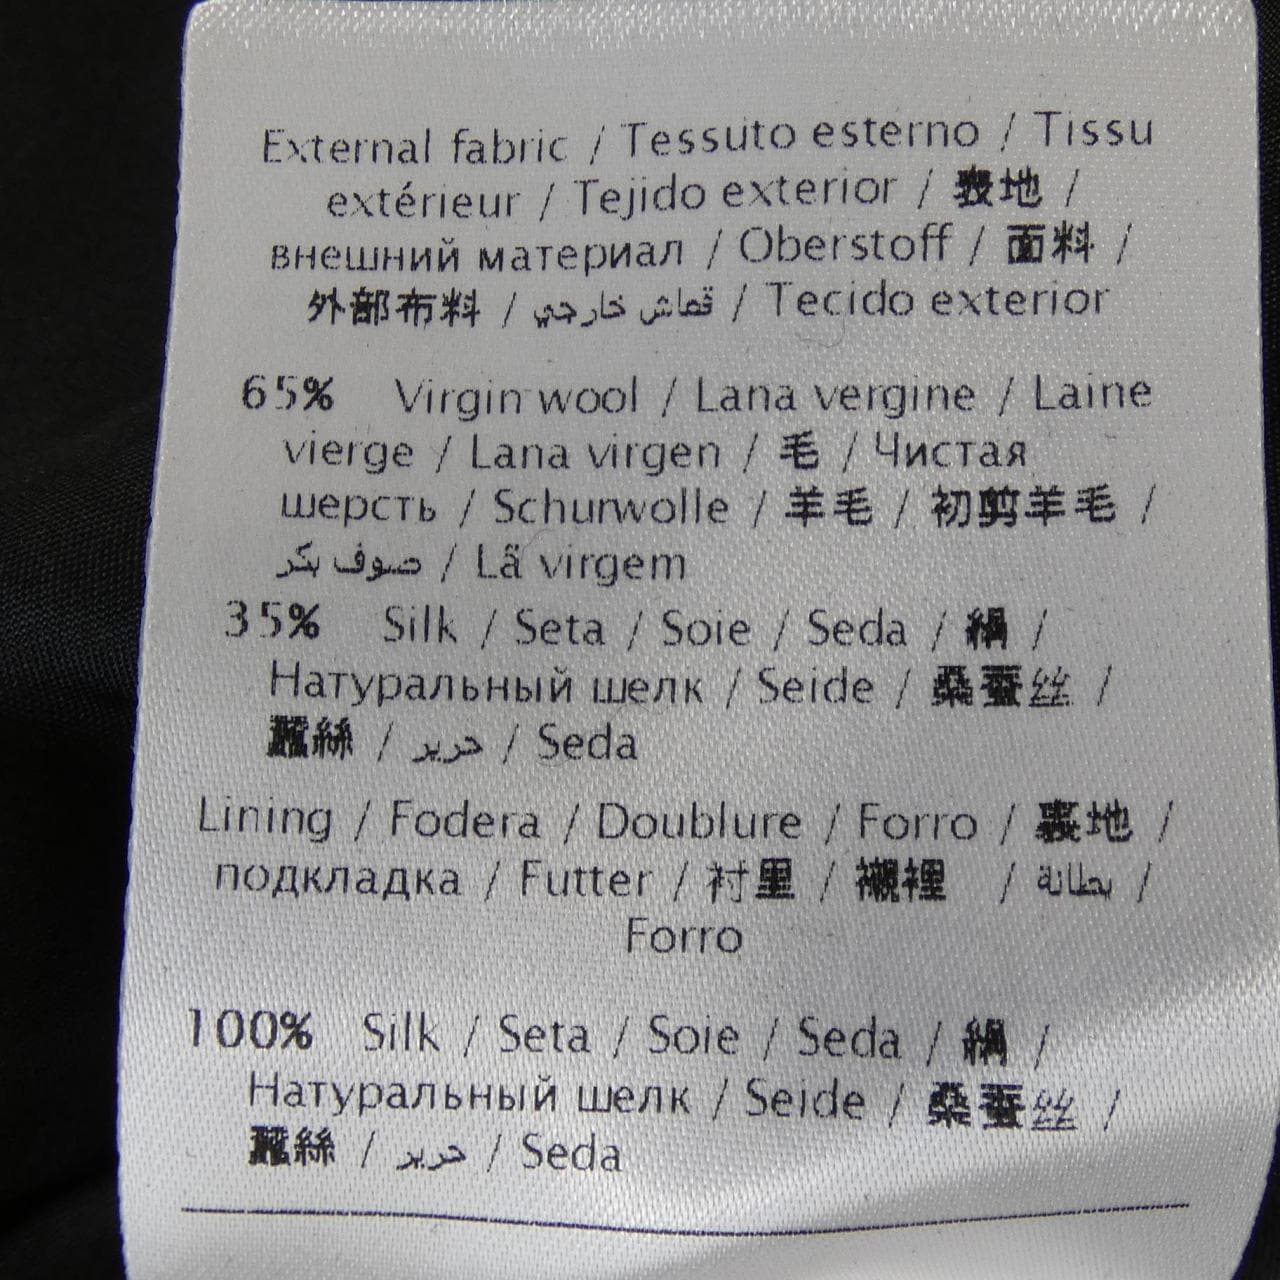 External fabric / Tessuto esterno / Tissu
extérieur / Tejido exterior / 表地 /
внешний материал / Oberstoff / 面料 /
外部布料 / قماش خارجي / Tecido exterior
65% Virgin wool / Lana vergine / Laine
vierge / Lana virgen / 毛 / Чистая
шерсть / Schurwolle / 羊毛 / 初剪羊毛 /
صوف بكر / Lã virgem
35% Silk / Seta / Soie / Seda / 絹 /
Натуральный шелк / Seide / 桑蚕丝 /
蠶絲 / حرير / Seda
Lining / Fodera / Doublure / Forro / 裏地 /
подкладка / Futter / 衬里 / 襯裡 / بطانة /
Forro
100% Silk / Seta / Soie / Seda / 絹 /
Натуральный шелк / Seide / 桑蚕丝 /
蠶絲 / حرير / Seda